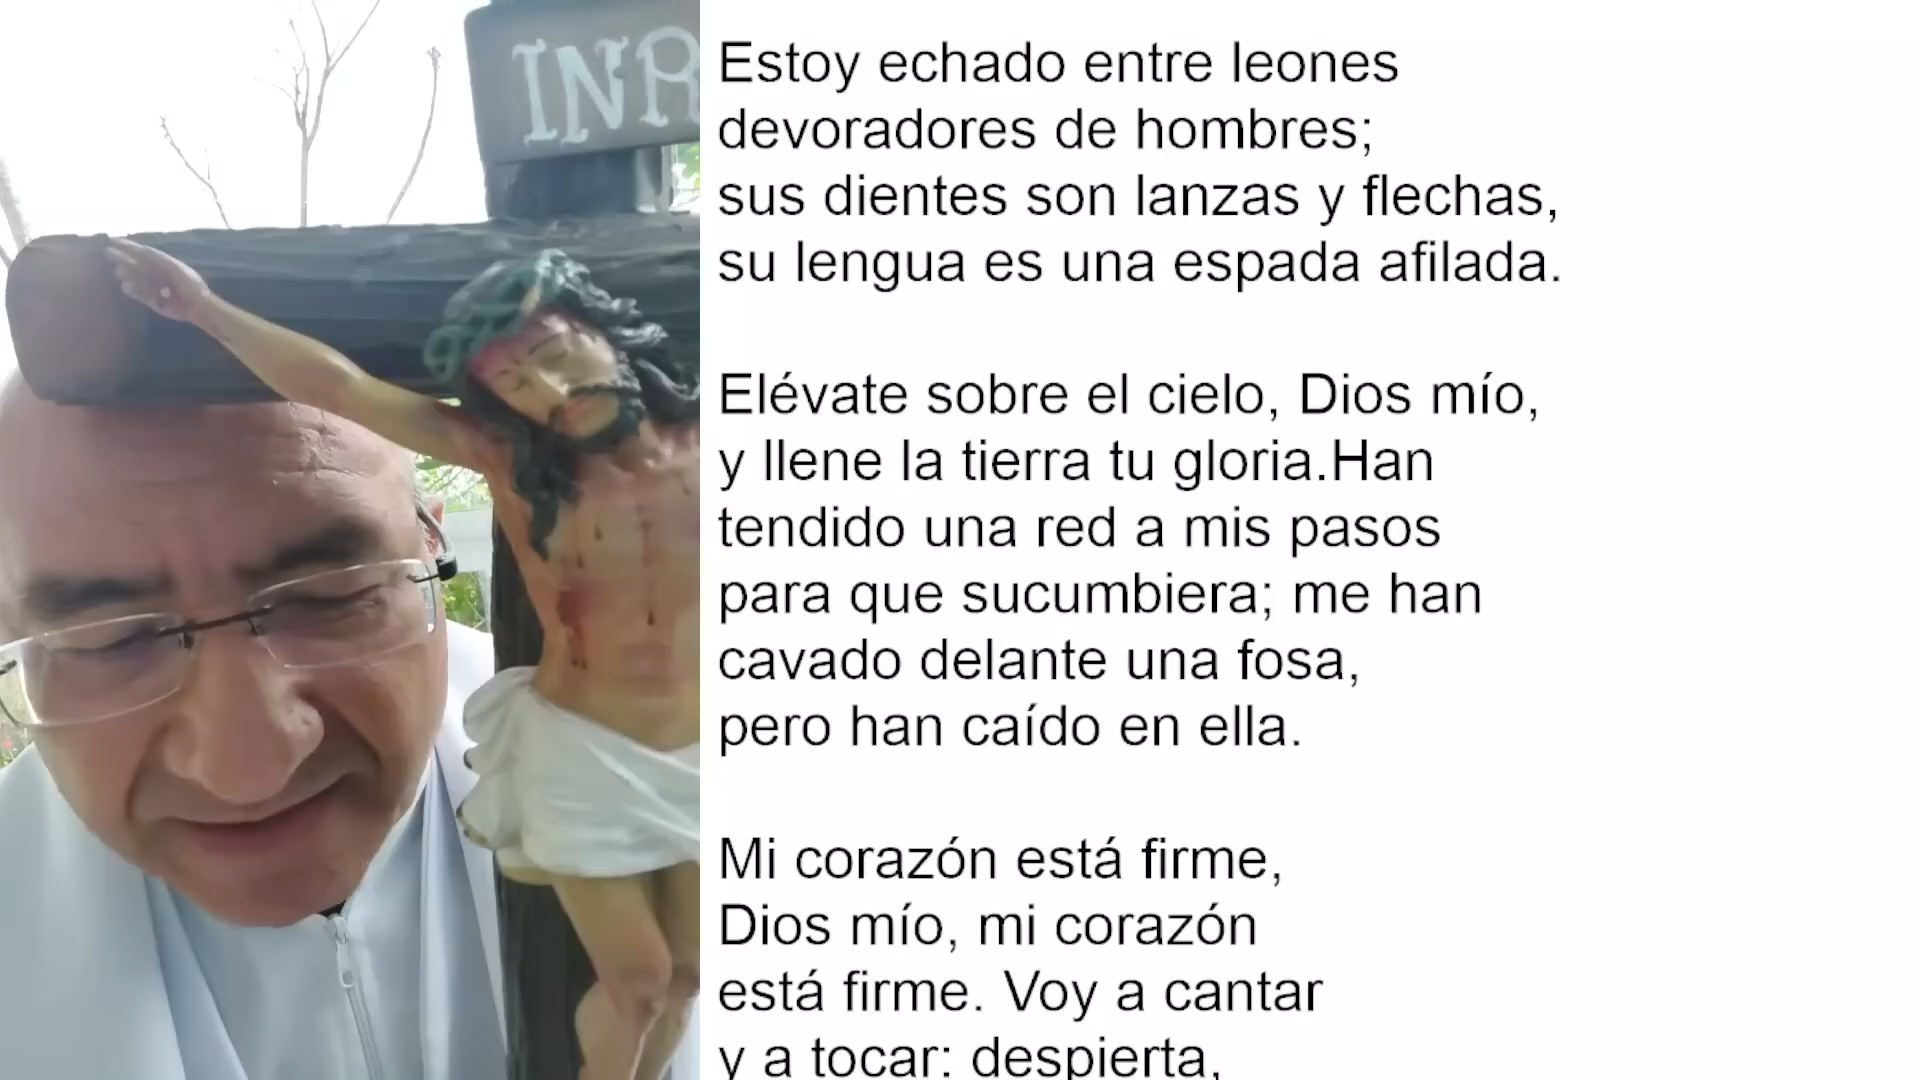 INR
Estoy echado entre leones
devoradores de hombres;
sus dientes son lanzas y flechas,
su lengua es una espada afilada.
Elévate sobre el cielo, Dios mío,
y llene la tierra tu gloria.Han
tendido una red a mis pasos
para que sucumbiera; me han
cavado delante una fosa,
pero han caído en ella.
Mi corazón está firme,
Dios mío, mi corazón
está firme. Voy a cantar
y a tocar: despierta,